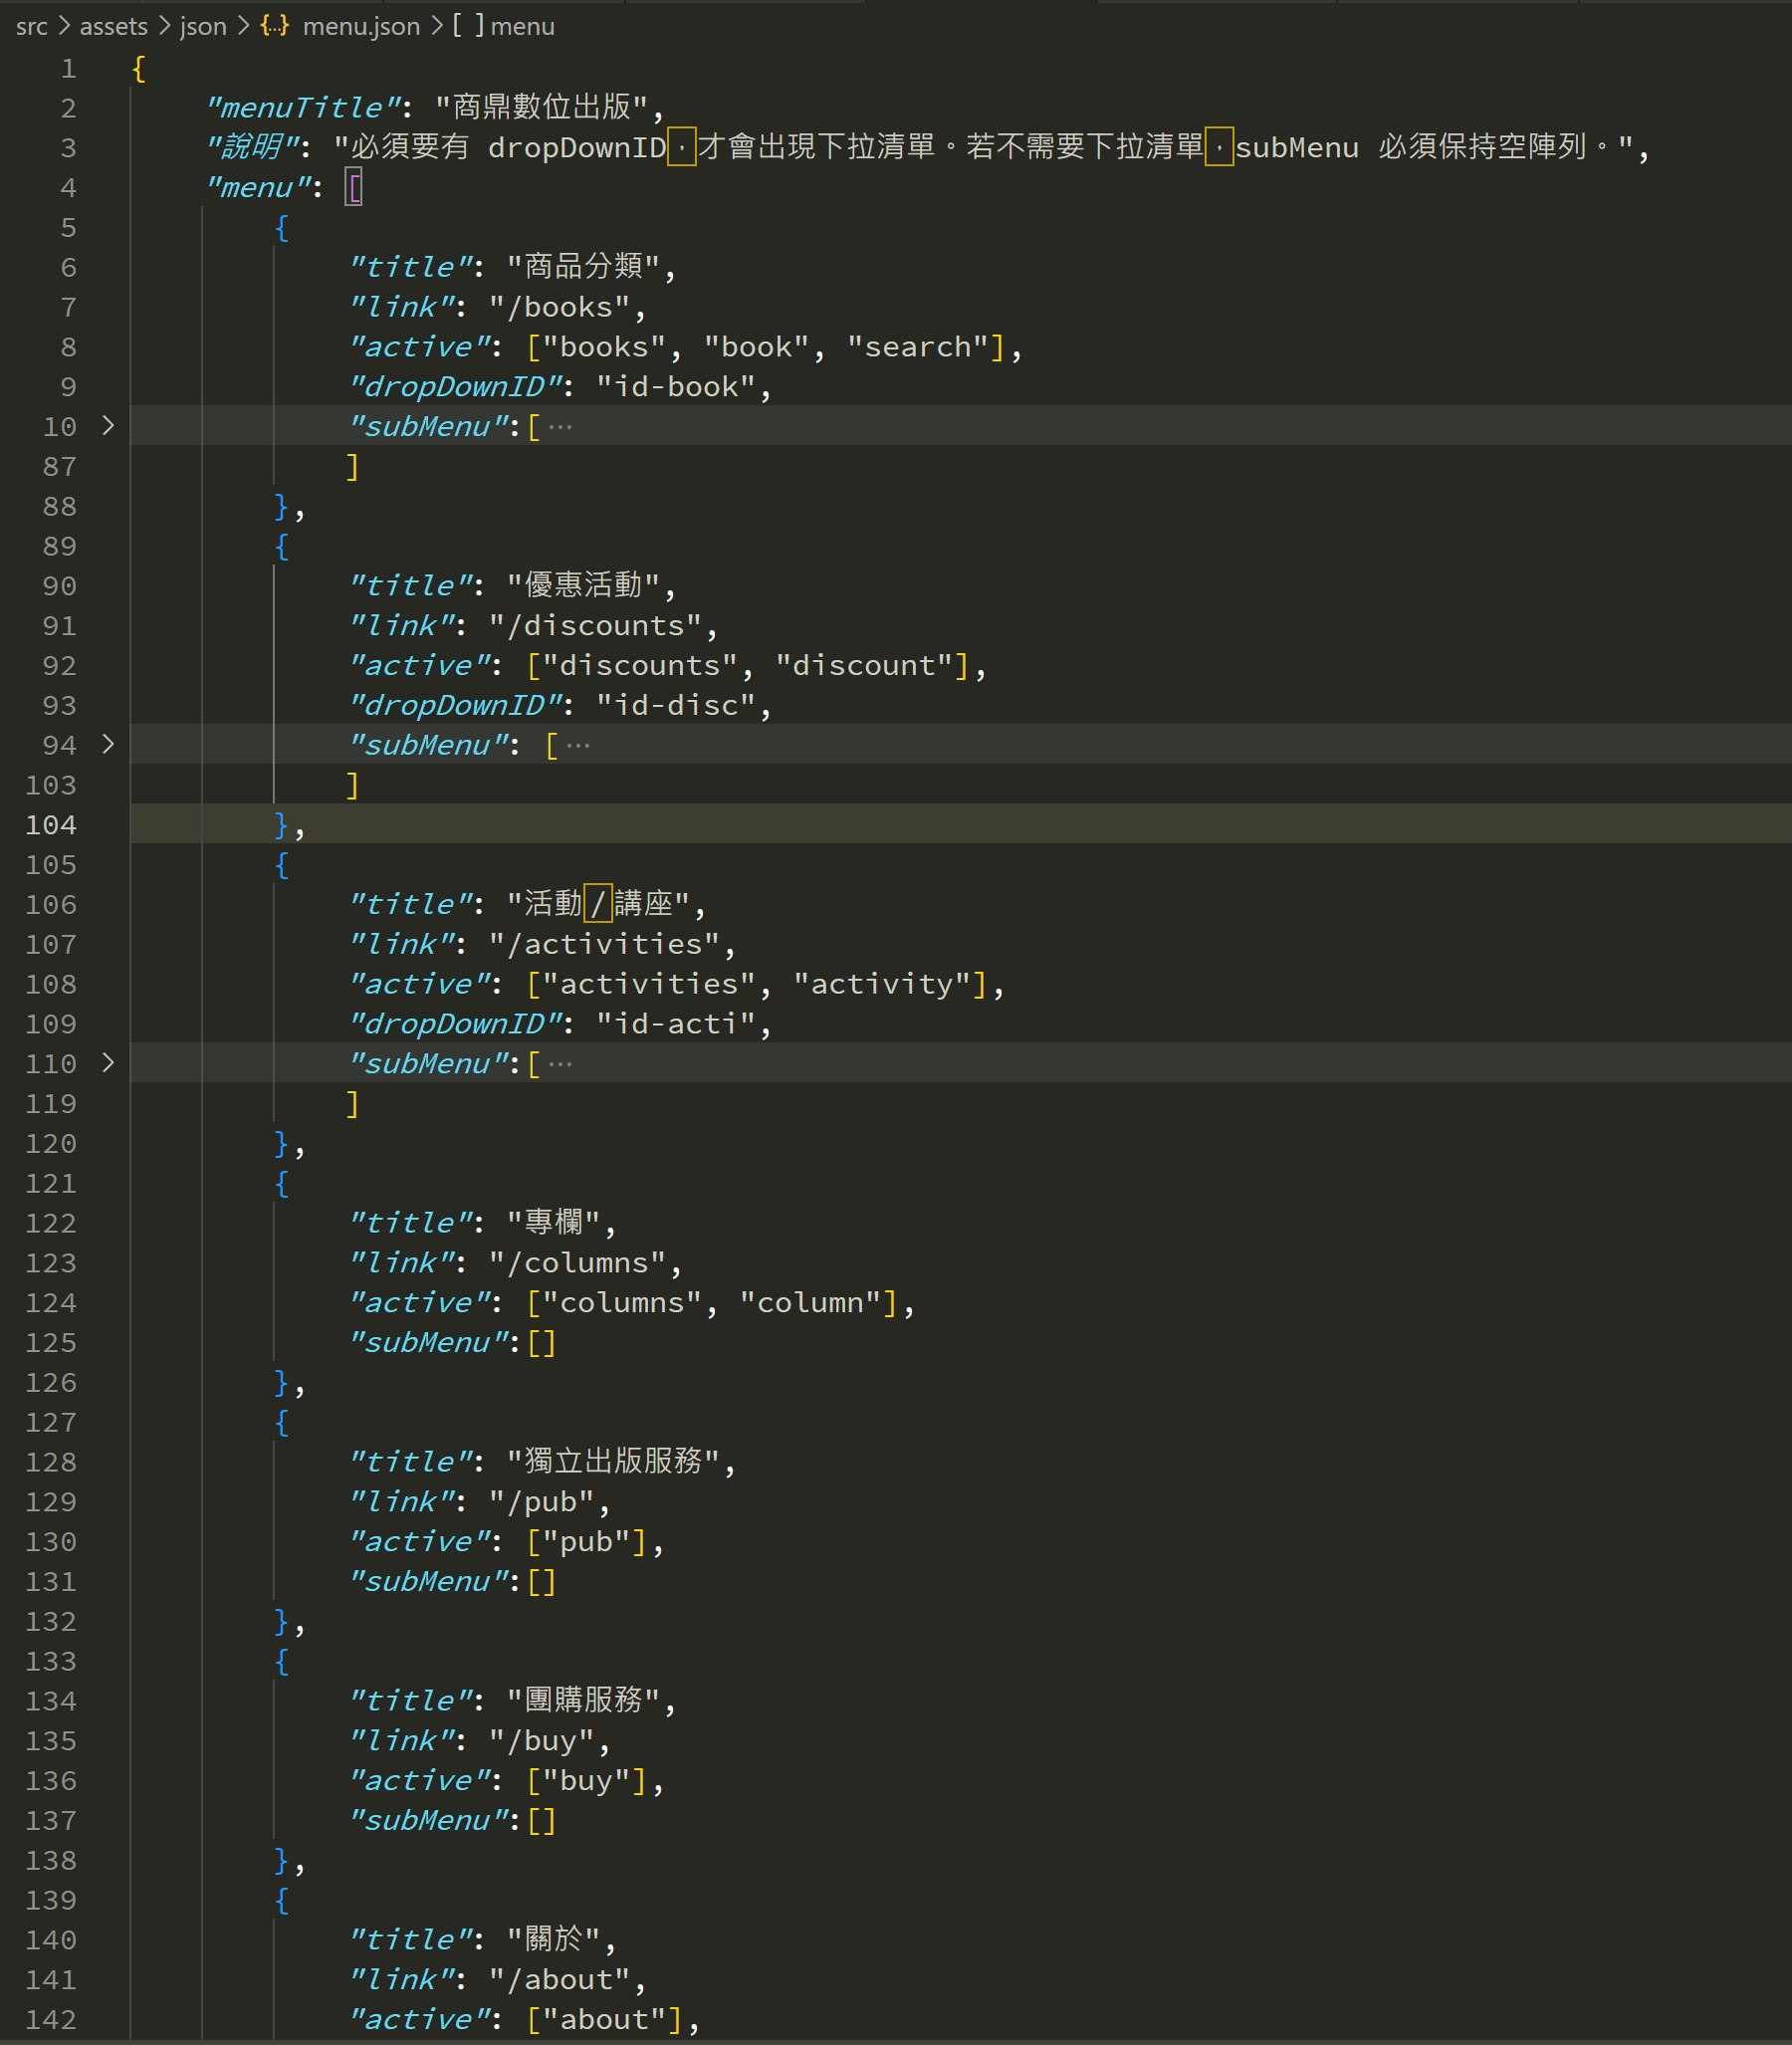 src > assets > json > {..} menu.json > [ ] menu
1 {
2 "menuTitle": "商鼎數位出版",
3 "說明": "必須要有 dropDownID，才會出現下拉清單。若不需要下拉清單，subMenu 必須保持空陣列。",
4 "menu": [
5 {
6 "title": "商品分類",
7 "link": "/books",
8 "active": ["books", "book", "search"],
9 "dropDownID": "id-book",
10 > "subMenu":[ ···
87 ]
88 },
89 {
90 "title": "優惠活動",
91 "link": "/discounts",
92 "active": ["discounts", "discount"],
93 "dropDownID": "id-disc",
94 > "subMenu": [ ···
103 ]
104 },
105 {
106 "title": "活動／講座",
107 "link": "/activities",
108 "active": ["activities", "activity"],
109 "dropDownID": "id-acti",
110 > "subMenu":[ ···
119 ]
120 },
121 {
122 "title": "專欄",
123 "link": "/columns",
124 "active": ["columns", "column"],
125 "subMenu":[]
126 },
127 {
128 "title": "獨立出版服務",
129 "link": "/pub",
130 "active": ["pub"],
131 "subMenu":[]
132 },
133 {
134 "title": "團購服務",
135 "link": "/buy",
136 "active": ["buy"],
137 "subMenu":[]
138 },
139 {
140 "title": "關於",
141 "link": "/about",
142 "active": ["about"],